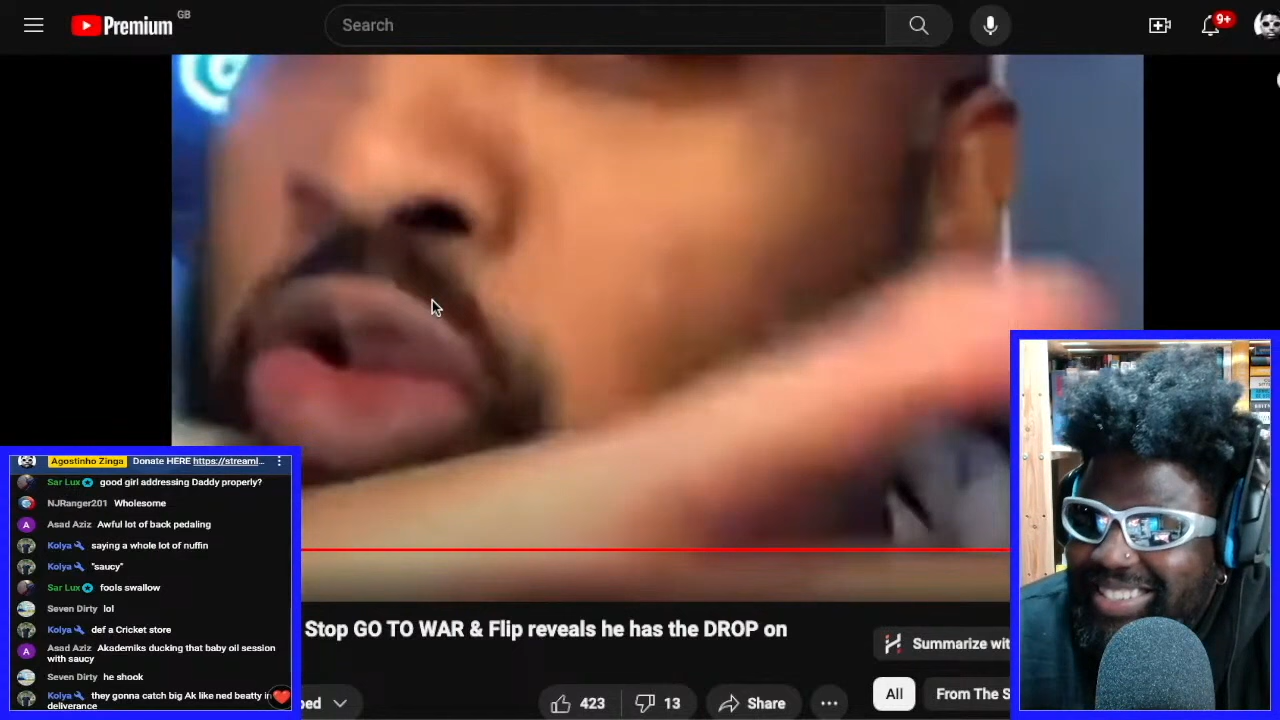 Premium GB
Search
9+
Agostinho Zinga Donate HERE https://streaml...
Sar Lux good girl addressing Daddy properly?
NJRanger201 Wholesome
Asad Aziz Awful lot of back pedaling
Kolya saying a whole lot of nuffin
Kolya "saucy"
Sar Lux fools swallow
Seven Dirty lol
Kolya def a Cricket store
Asad Aziz Akademiks ducking that baby oil session
with saucy
Seven Dirty he shook
Kolya they gonna catch big Ak like ned beatty in
deliverance
Stop GO TO WAR & Flip reveals he has the DROP on
Summarize wit
bed
423
13
Share
All
From The S